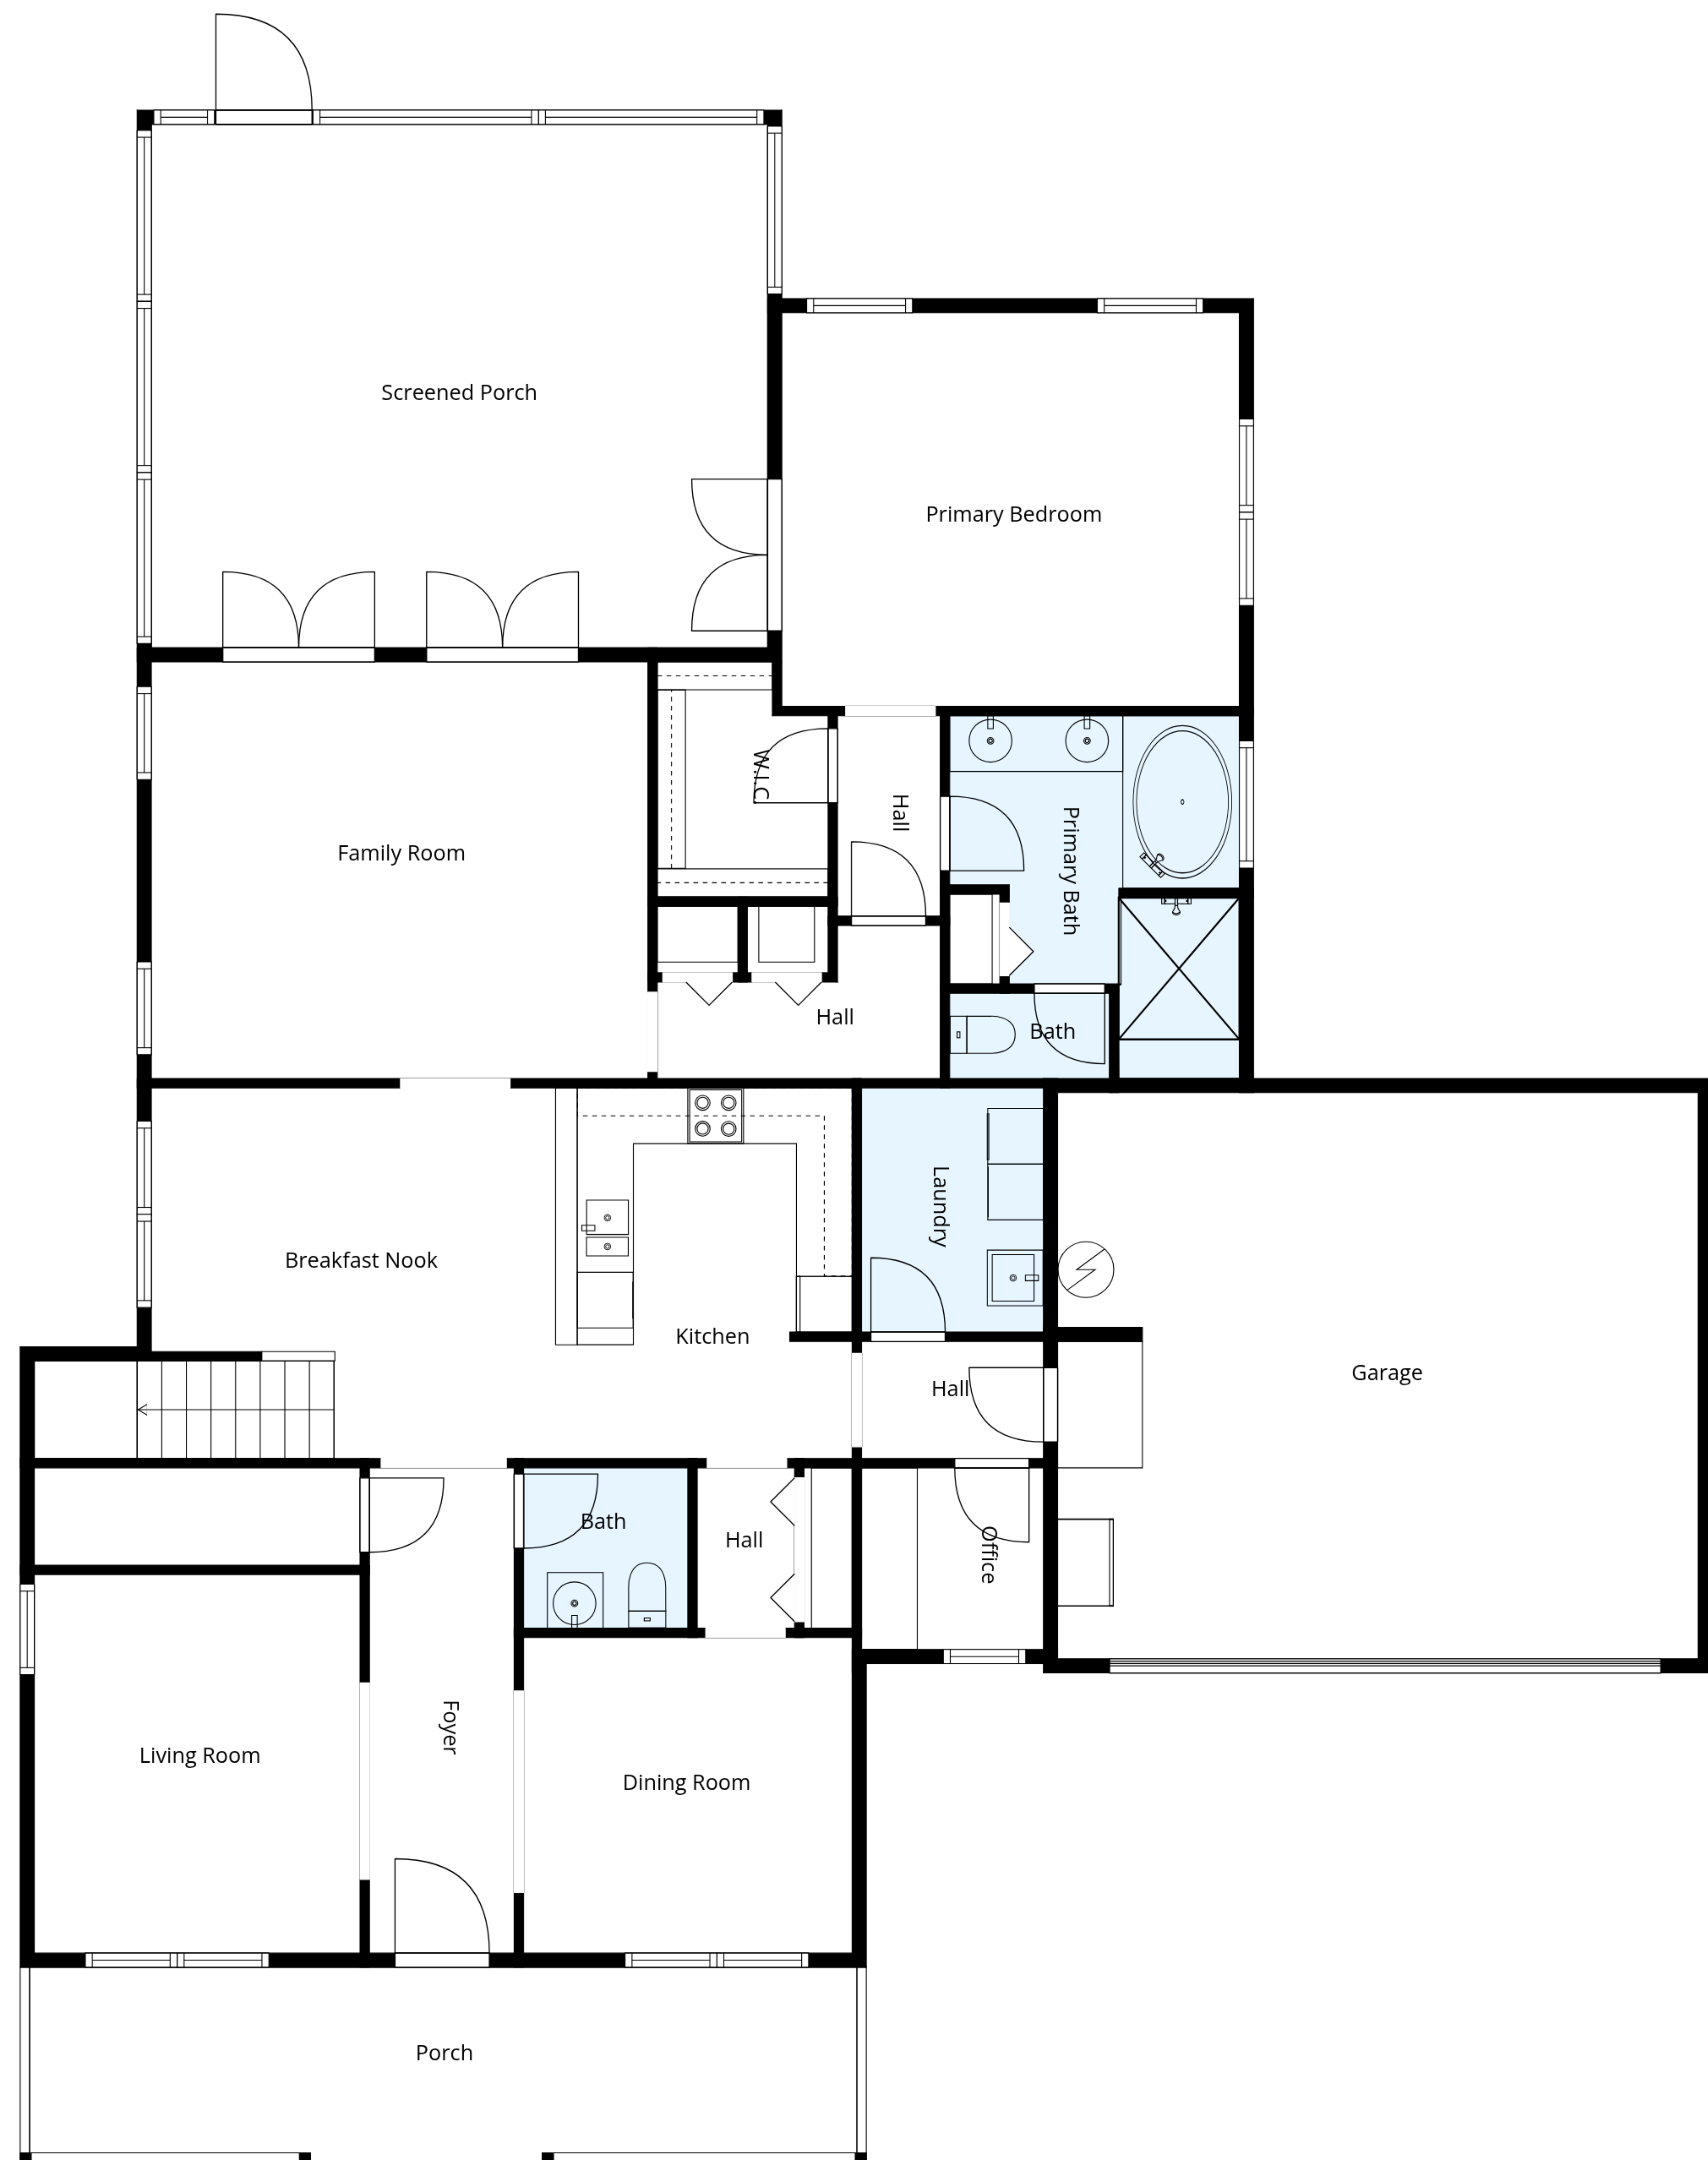 Screened Porch
Primary Bedroom
W.I.C.
Hall
Primary Bath
Family Room
Hall
Bath
Laundry
Breakfast Nook
Kitchen
Hall
Garage
Bath
Hall
Office
Foyer
Living Room
Dining Room
Porch